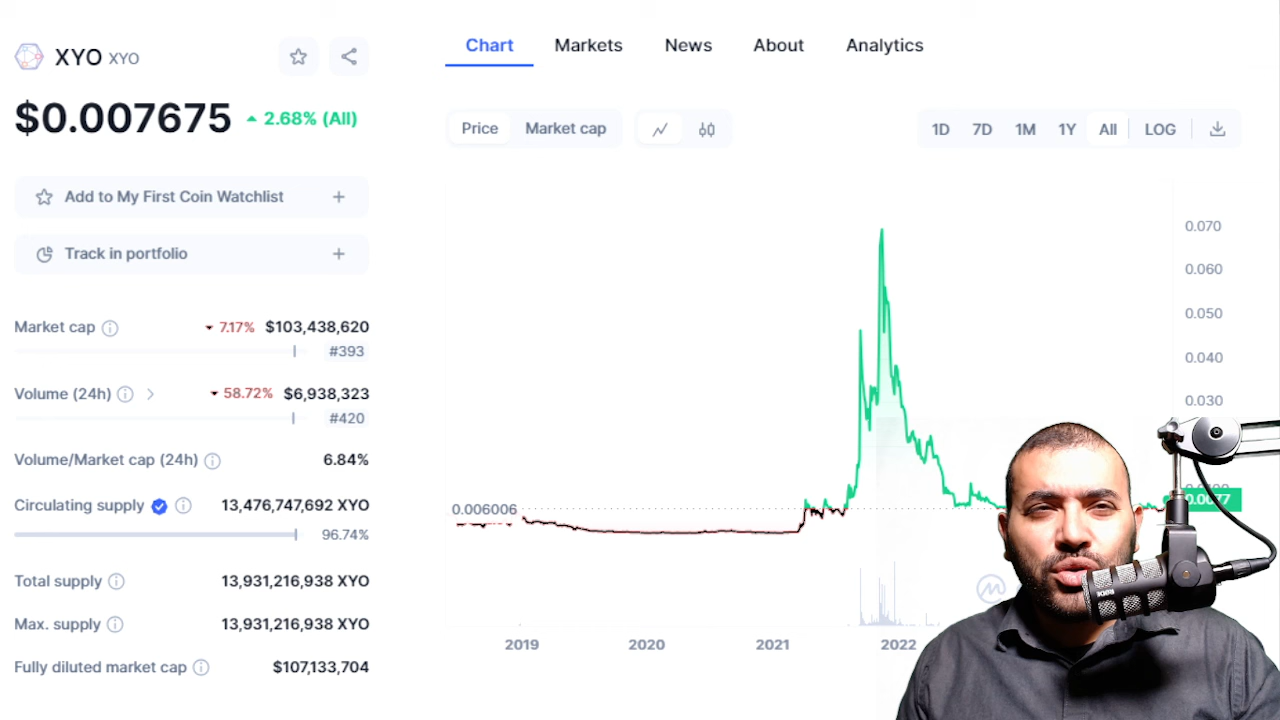 XYO XYO
$0.007675 2.68% (All)
Add to My First Coin Watchlist
Track in portfolio
Market cap 7.17% $103,438,620
#393
Volume (24h) 58.72% $6,938,323
#420
Volume/Market cap (24h) 6.84%
Circulating supply 13,476,747,692 XYO
96.74%
Total supply 13,931,216,938 XYO
Max. supply 13,931,216,938 XYO
Fully diluted market cap $107,133,704
Chart Markets News About Analytics
Price Market cap 1D 7D 1M 1Y All LOG
0.070
0.060
0.050
0.040
0.030
0.0077
0.006006
2019 2020 2021 2022
RØDE